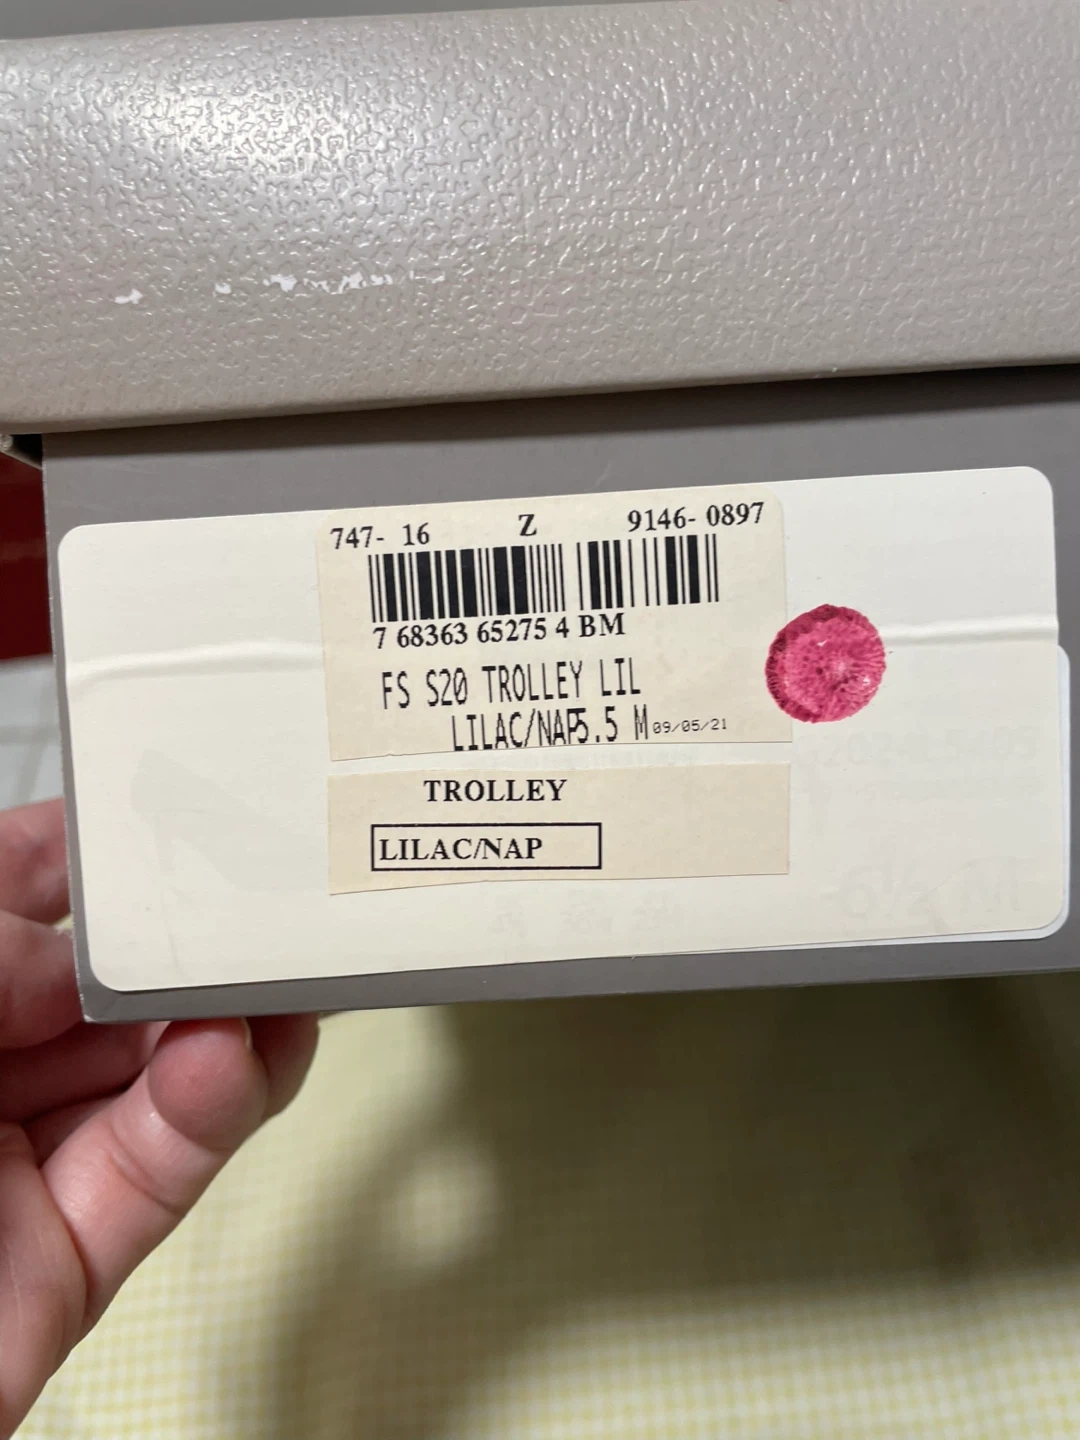 747- 16 Z 9146- 0897
7 68363 65275 4 BM
FS S20 TROLLEY LIL
LILAC/NAP5.5 M 09/05/21
TROLLEY
LILAC/NAP